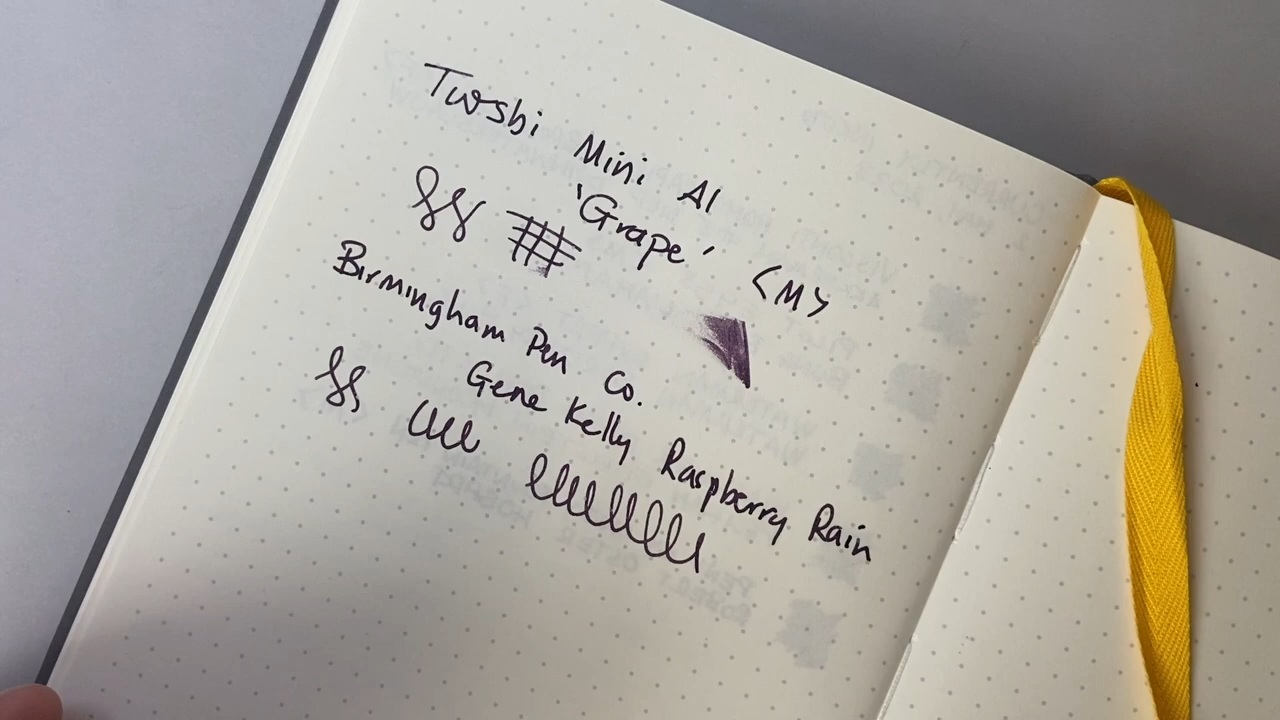 Twsbi Mini Al
'Grape' <M>
Birmingham Pen Co.
Gene Kelly Raspberry Rain